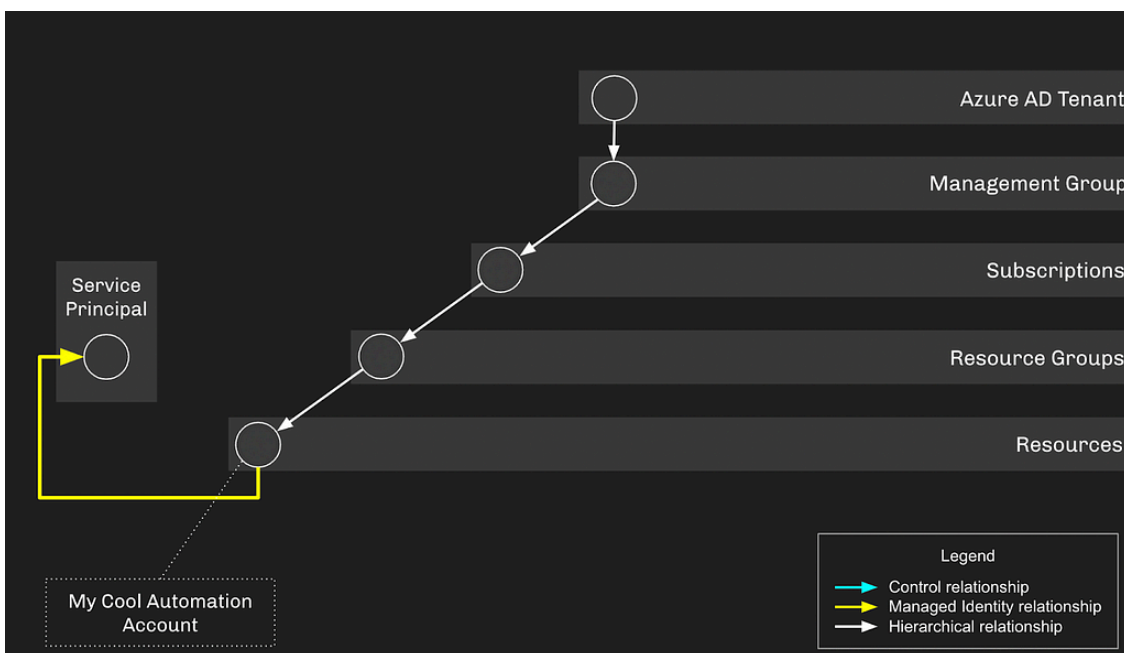 Azure AD Tenant
Management Group
Subscriptions
Service
Principal
Resource Groups
Resources
My Cool Automation
Account
Legend
Control relationship
Managed Identity relationship
Hierarchical relationship